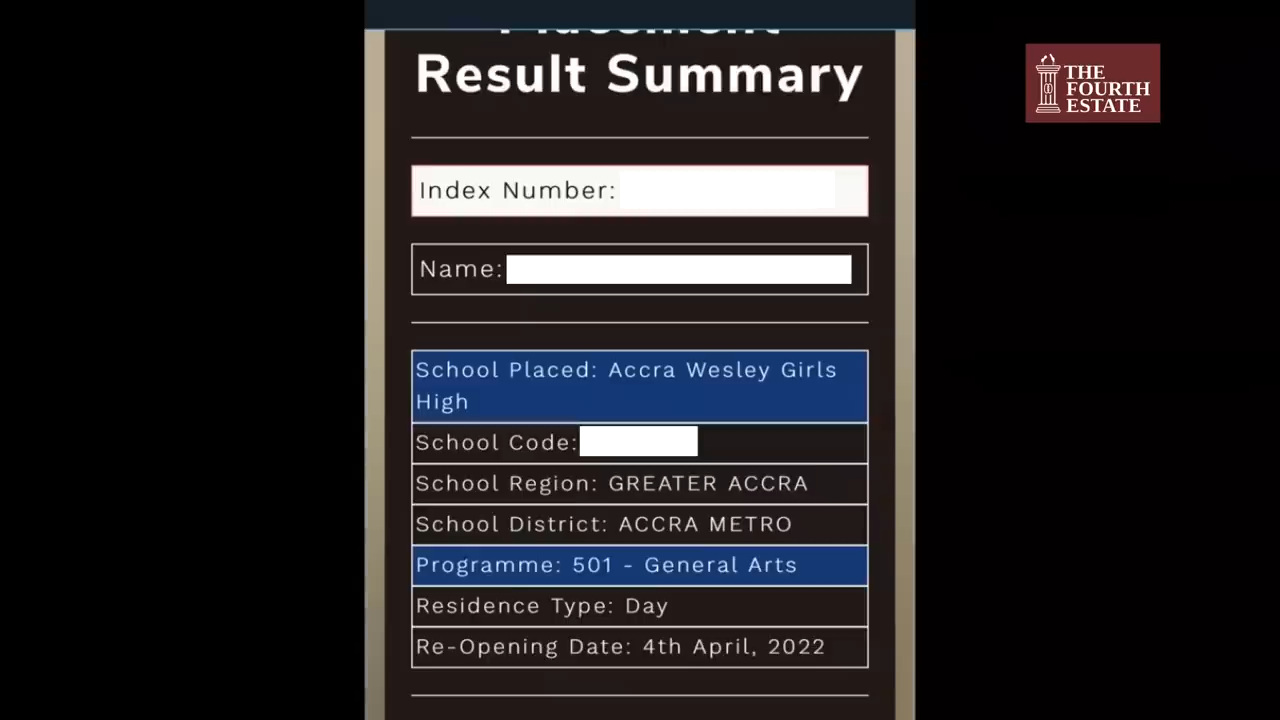 Placement
Result Summary
THE
FOURTH
ESTATE
Index Number:
Name:
School Placed: Accra Wesley Girls
High
School Code:
School Region: GREATER ACCRA
School District: ACCRA METRO
Programme: 501 - General Arts
Residence Type: Day
Re-Opening Date: 4th April, 2022